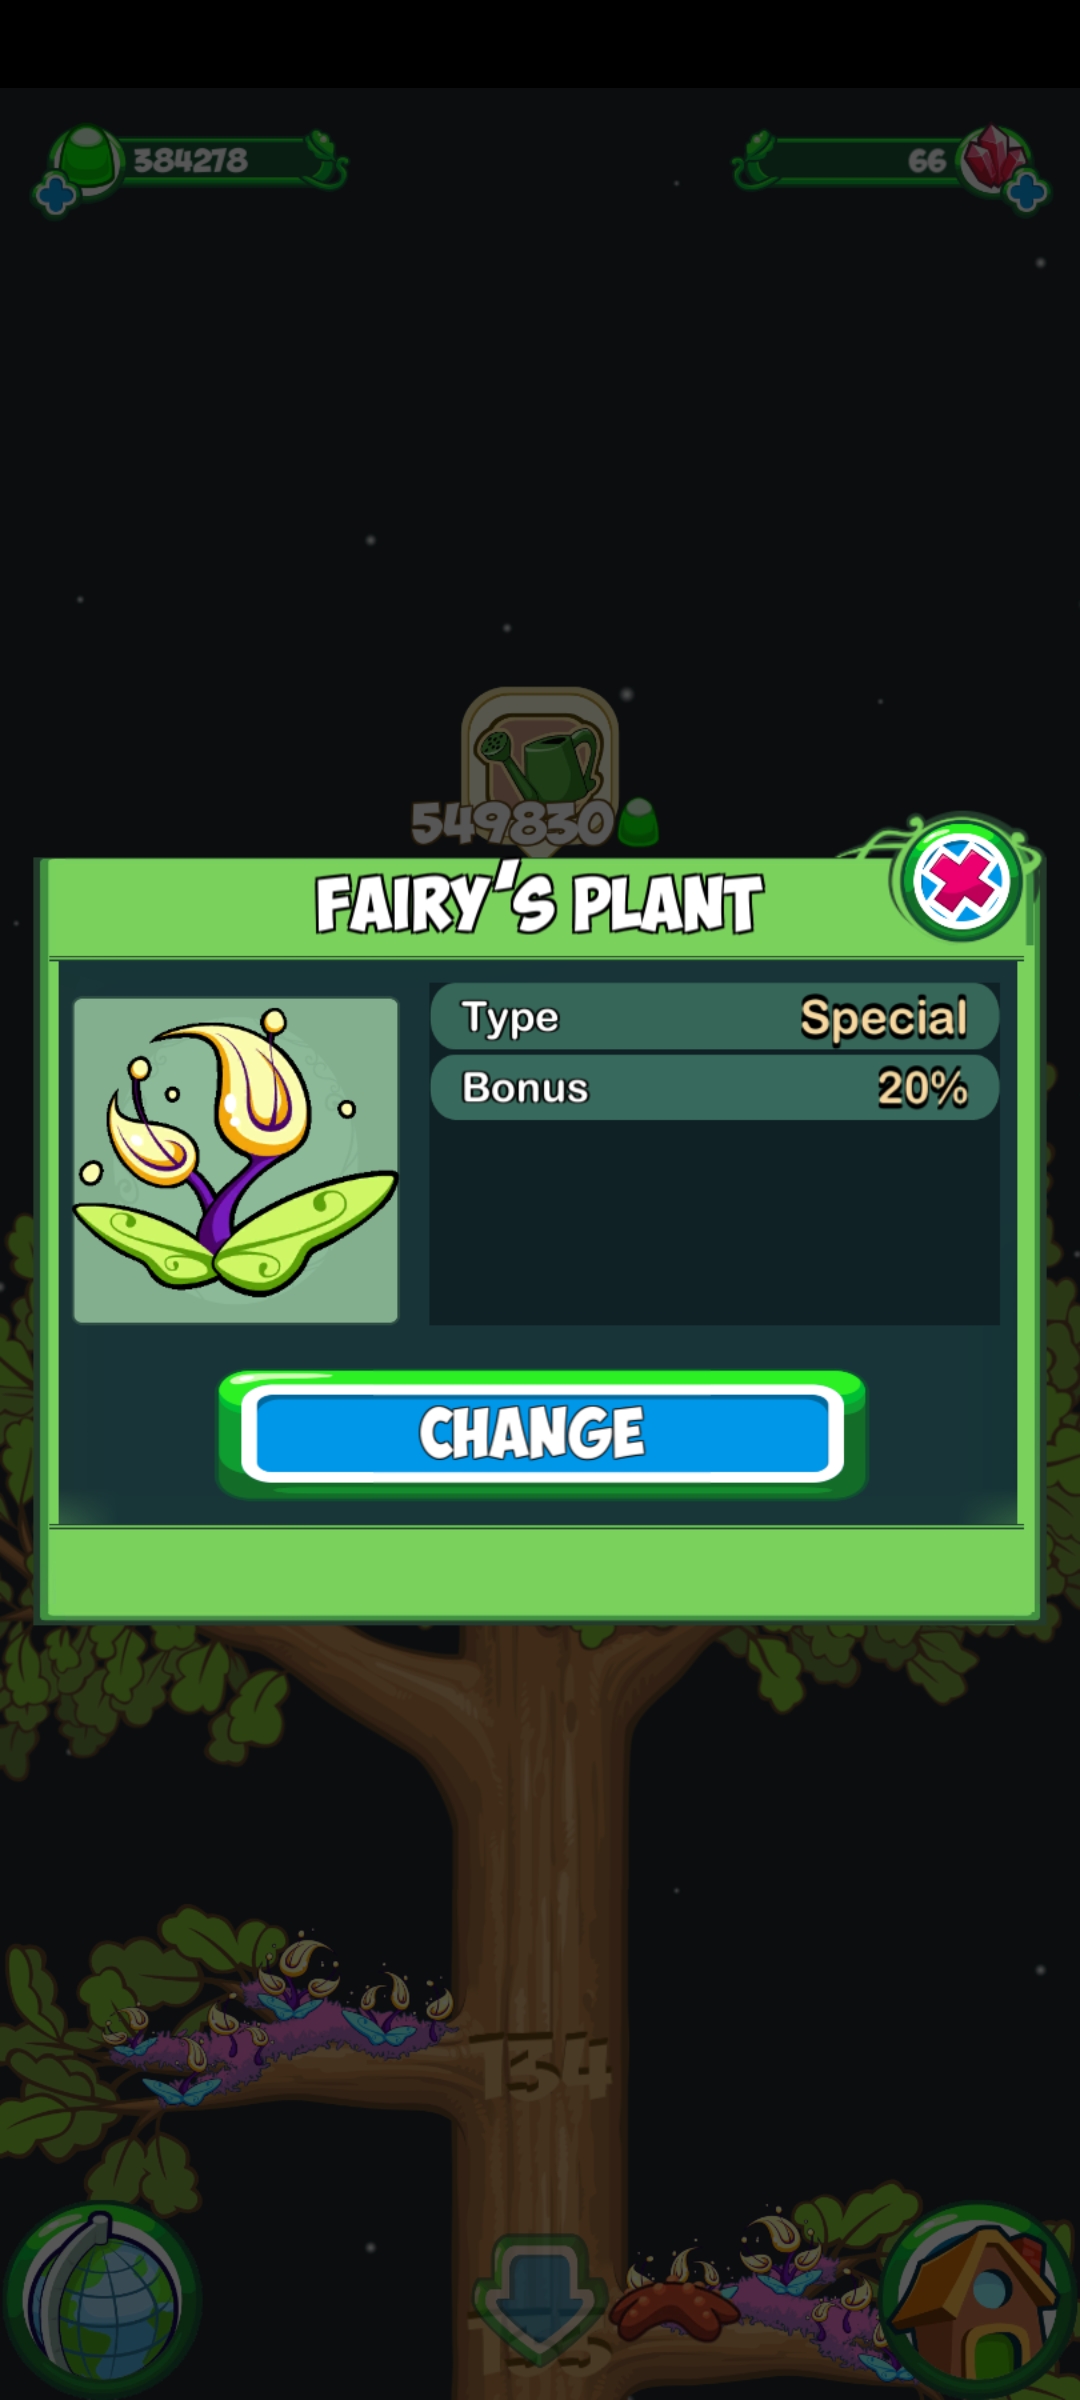 384278
66
549830
FAIRY'S PLANT
Type Special
Bonus 20%
CHANGE
134